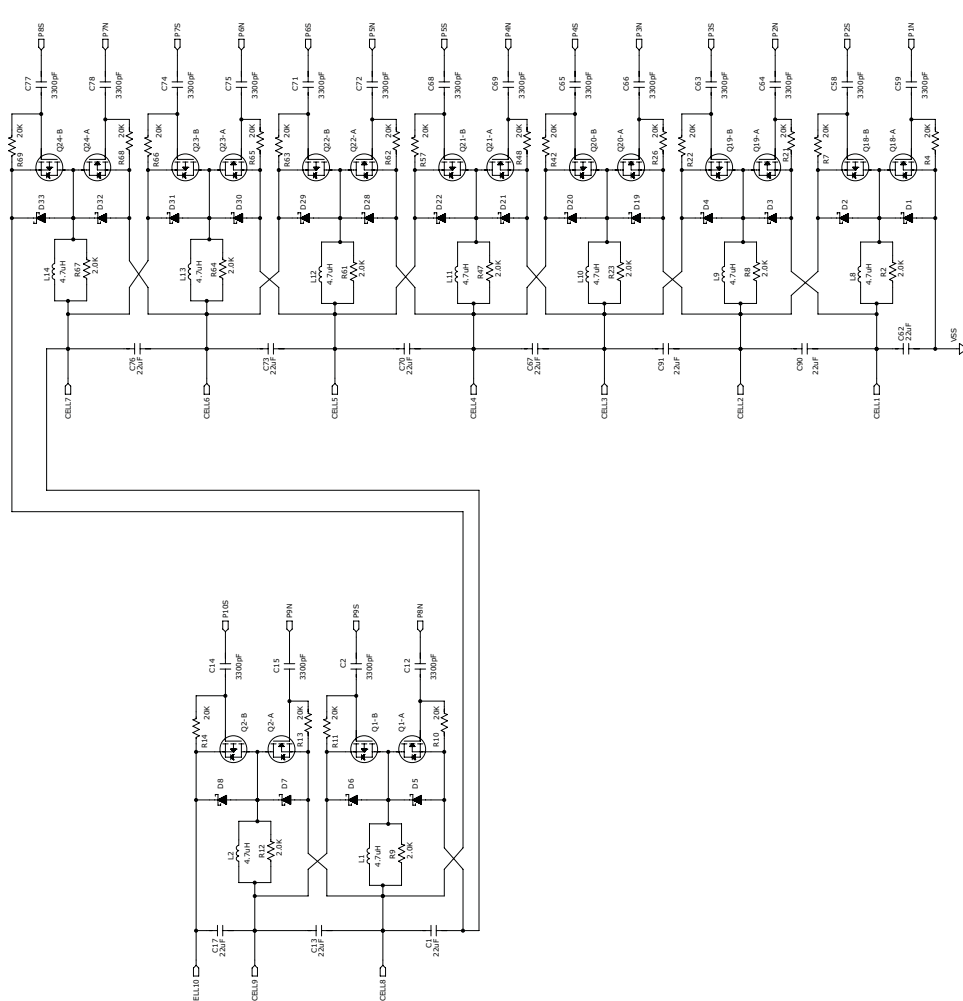 P8S
P7N
P7S
P6N
P6S
P5N
P5S
P4N
P4S
P3N
P3S
P2N
P2S
P1N
C77
3300pF
C78
3300pF
C74
3300pF
C75
3300pF
C71
3300pF
C72
3300pF
C68
3300pF
C69
3300pF
C65
3300pF
C66
3300pF
C63
3300pF
C64
3300pF
C58
3300pF
C59
3300pF
20K
R69
Q24-B
Q24-A
20K
R68
20K
R66
Q23-B
Q23-A
20K
R65
20K
R63
Q22-B
Q22-A
20K
R62
20K
R57
Q21-B
Q21-A
20K
R48
20K
R42
Q20-B
Q20-A
20K
R26
20K
R22
Q19-B
Q19-A
20K
R21
20K
R7
Q18-B
Q18-A
20K
R4
D33
D32
D31
D30
D29
D28
D22
D21
D20
D19
D4
D3
D2
D1
L14
4.7uH
R67
2.0K
L13
4.7uH
R64
2.0K
L12
4.7uH
R61
2.0K
L11
4.7uH
R47
2.0K
L10
4.7uH
R23
2.0K
L9
4.7uH
R8
2.0K
L8
4.7uH
R2
2.0K
C76
22uF
C73
22uF
C70
22uF
C67
22uF
C91
22uF
C90
22uF
C62
22uF
VSS
CELL7
CELL6
CELL5
CELL4
CELL3
CELL2
CELL1
P10S
P9N
P9S
P8N
C14
3300pF
C15
3300pF
C2
3300pF
C12
3300pF
20K
R14
Q2-B
Q2-A
20K
R13
20K
R11
Q1-B
Q1-A
20K
R10
D8
D7
D6
D5
L2
4.7uH
R12
2.0K
L1
4.7uH
R9
2.0K
C17
22uF
C13
22uF
C1
22uF
ELL10
CELL9
CELL8